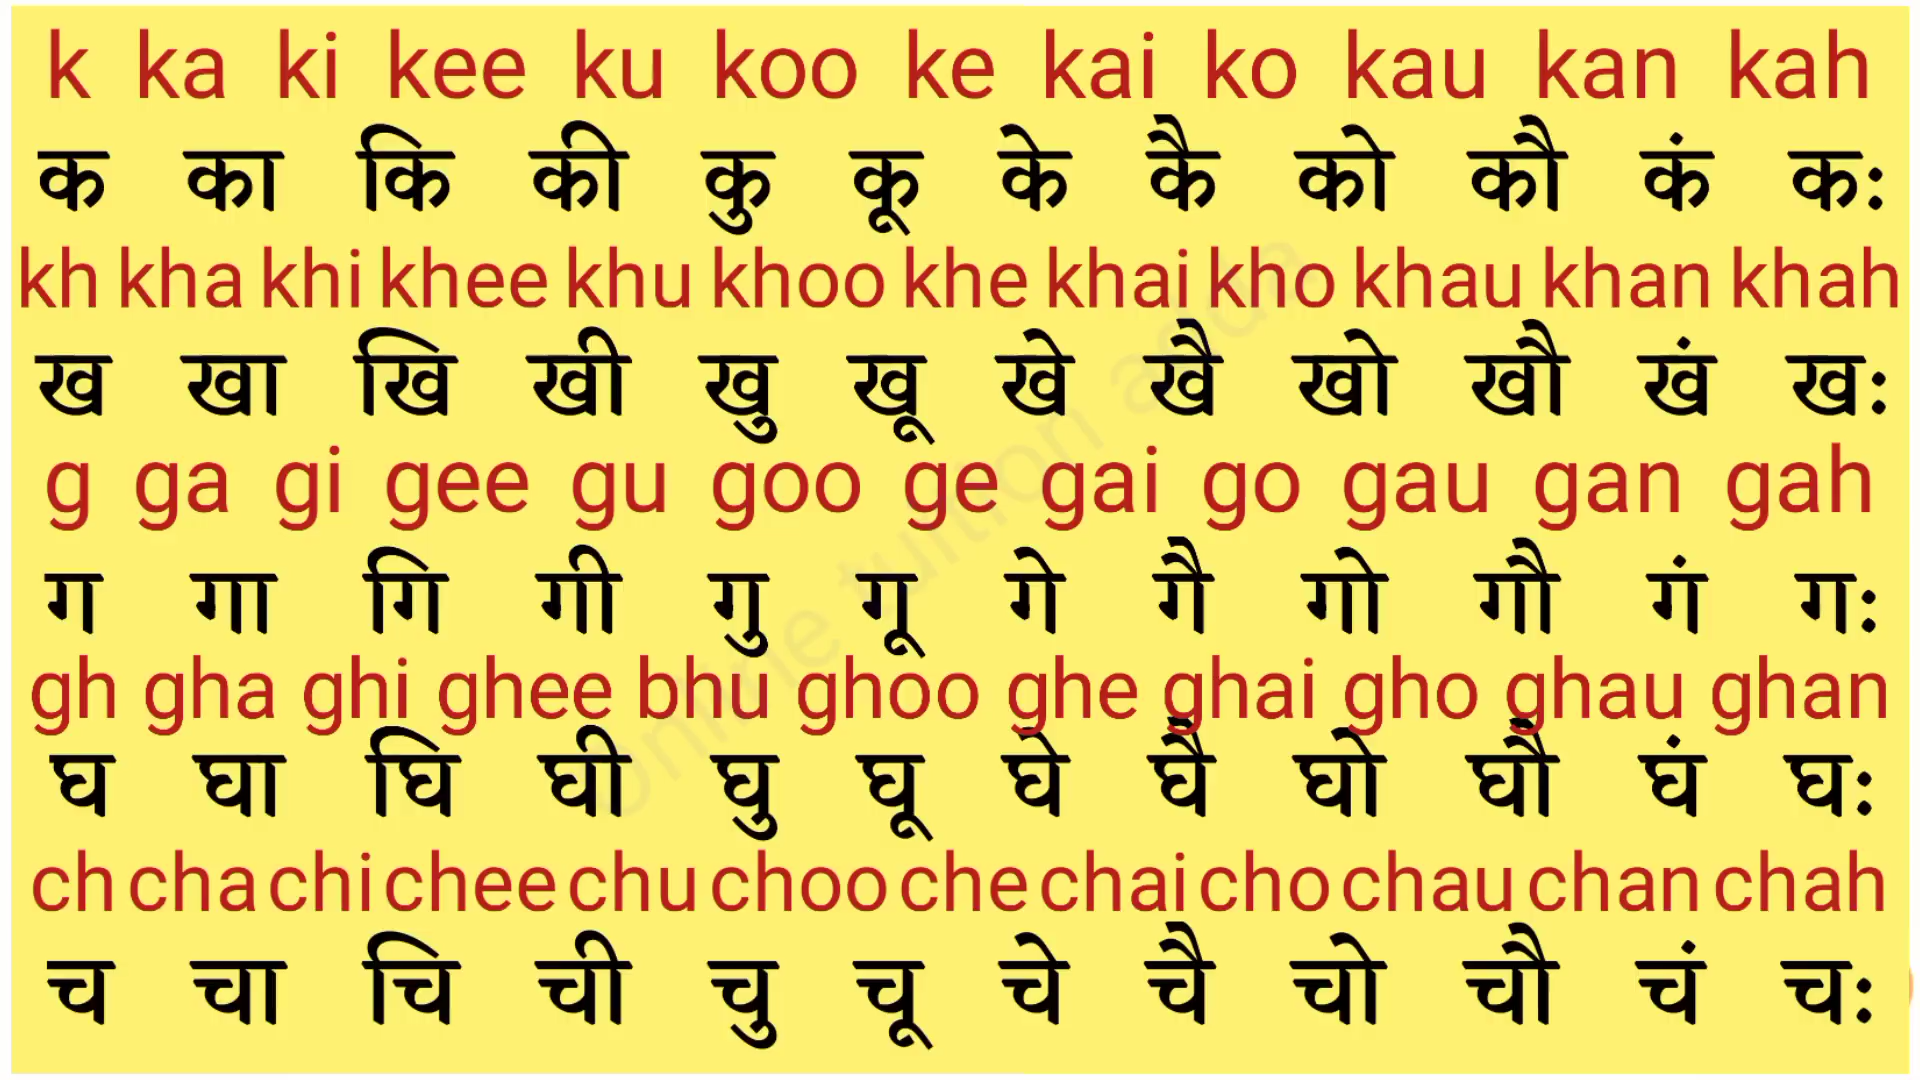 k ka ki kee ku koo ke kai ko kau kan kah
क का कि की कु कू के कै को कौ कं कः
kh kha khi khee khu khoo khe khai kho khau khan khah
ख खा खि खी खु खू खे खै खो खौ खं खः
g ga gi gee gu goo ge gai go gau gan gah
ग गा गि गी गु गू गे गै गो गौ गं गः
gh gha ghi ghee bhu ghoo ghe ghai gho ghau ghan
घ घा घि घी घु घू घे घै घो घौ घं घः
ch cha chi chee chu choo che chai cho chau chan chah
च चा चि ची चु चू चे चै चो चौ चं चः